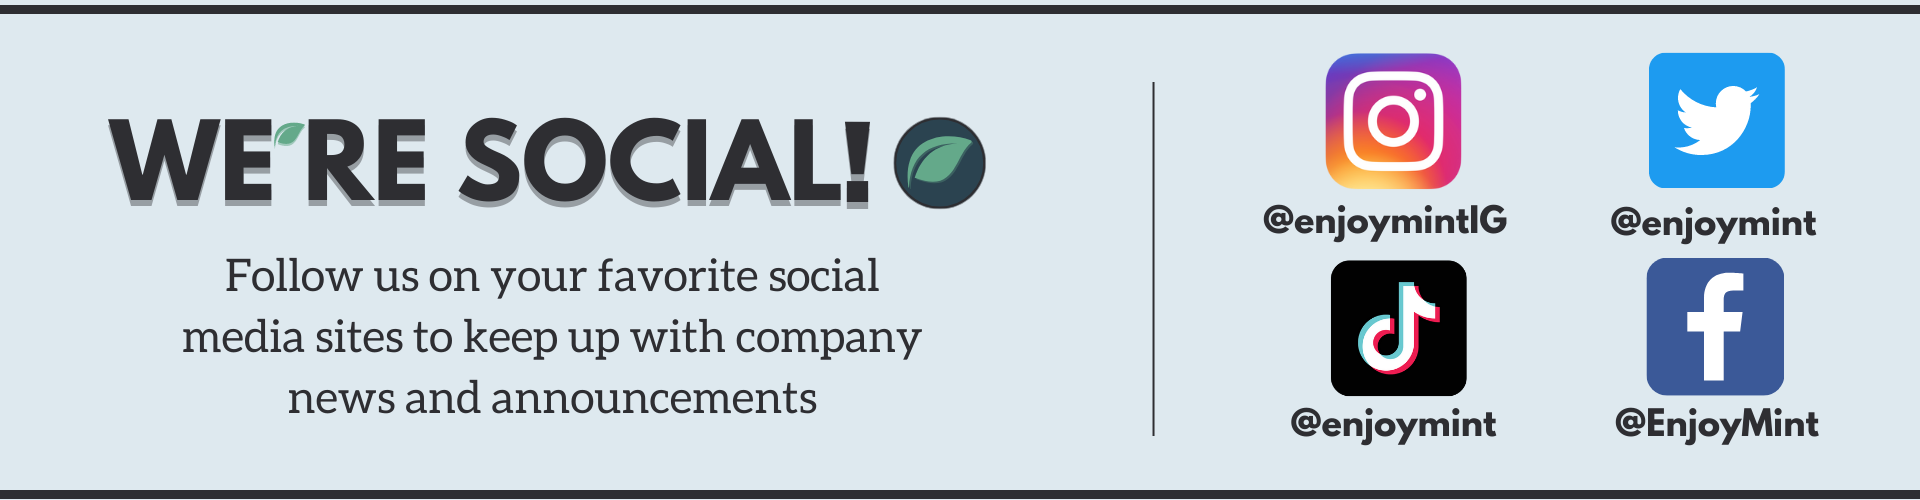 WE'RE SOCIAL!
Follow us on your favorite social
media sites to keep up with company
news and announcements
@enjoymintIG
@enjoymint
@enjoymint
@EnjoyMint